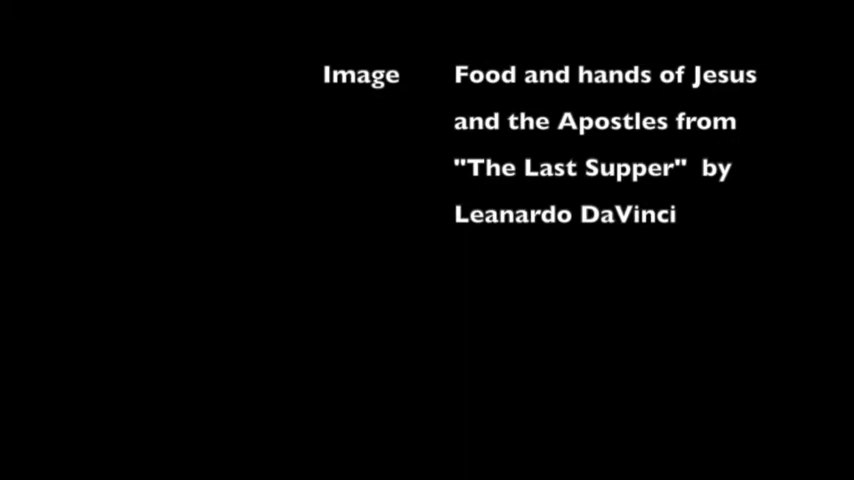 Image Food and hands of Jesus
and the Apostles from
"The Last Supper" by
Leanardo DaVinci